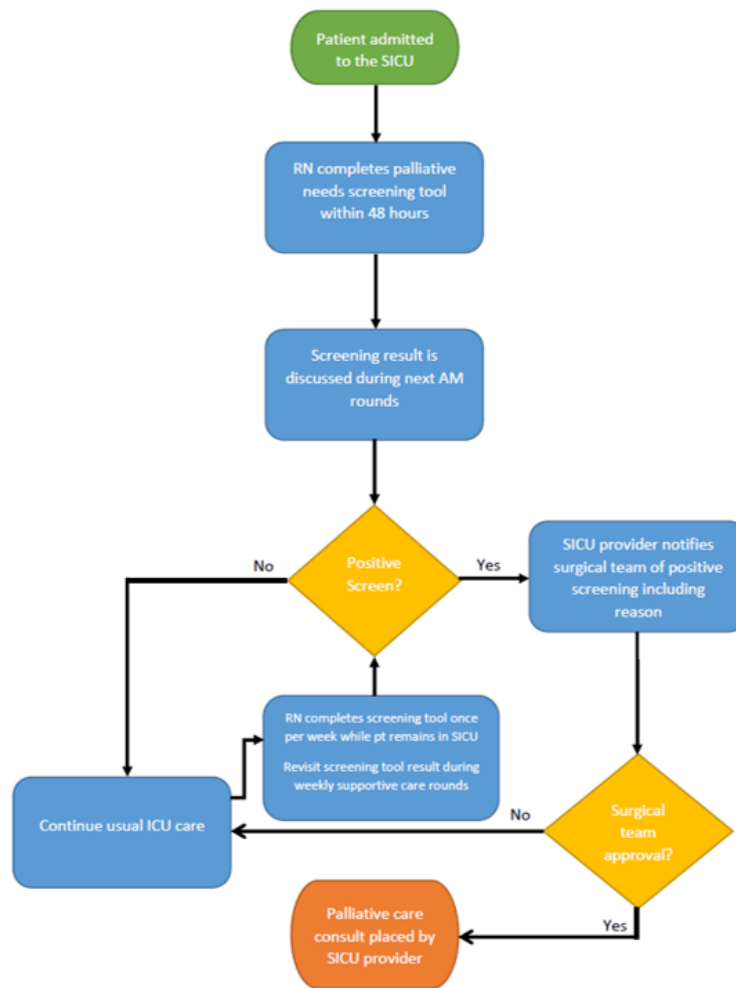 Patient admitted
to the SICU
RN completes palliative
needs screening tool
within 48 hours
Screening result is
discussed during next AM
rounds
No
Positive
Screen?
Yes
SICU provider notifies
surgical team of positive
screening including
reason
RN completes screening tool once
per week while pt remains in SICU
Revisit screening tool result during
weekly supportive care rounds
Continue usual ICU care
No
Surgical
team
approval?
Yes
Palliative care
consult placed by
SICU provider